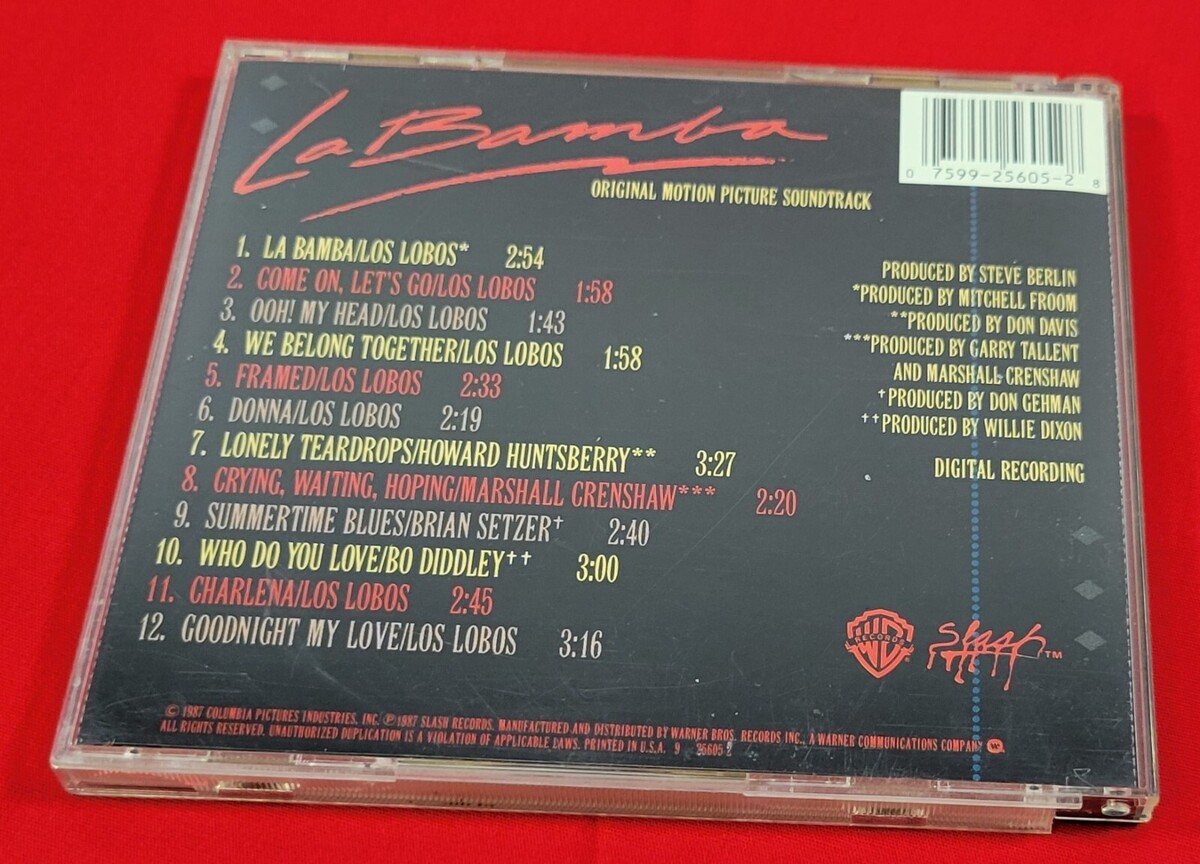 La Bamba
ORIGINAL MOTION PICTURE SOUNDTRACK
0 7599-25605-2 8
1. LA BAMBA/LOS LOBOS* 2:54
2. COME ON, LET'S GO/LOS LOBOS 1:58
3. OOH! MY HEAD/LOS LOBOS 1:43
4. WE BELONG TOGETHER/LOS LOBOS 1:58
5. FRAMED/LOS LOBOS 2:33
6. DONNA/LOS LOBOS 2:19
7. LONELY TEARDROPS/HOWARD HUNTSBERRY** 3:27
8. CRYING, WAITING, HOPING/MARSHALL CRENSHAW*** 2:20
9. SUMMERTIME BLUES/BRIAN SETZER† 2:40
10. WHO DO YOU LOVE/BO DIDDLEY†† 3:00
11. CHARLENA/LOS LOBOS 2:45
12. GOODNIGHT MY LOVE/LOS LOBOS 3:16
PRODUCED BY STEVE BERLIN
*PRODUCED BY MITCHELL FROOM
**PRODUCED BY DON DAVIS
***PRODUCED BY GARRY TALLENT
AND MARSHALL CRENSHAW
†PRODUCED BY DON GEHMAN
††PRODUCED BY WILLIE DIXON
DIGITAL RECORDING
WB RECORDS
Slash™
© 1987 COLUMBIA PICTURES INDUSTRIES, INC. ℗ 1987 SLASH RECORDS. MANUFACTURED AND DISTRIBUTED BY WARNER BROS. RECORDS INC., A WARNER COMMUNICATIONS COMPANY
ALL RIGHTS RESERVED. UNAUTHORIZED DUPLICATION IS A VIOLATION OF APPLICABLE LAWS. PRINTED IN U.S.A. 9 25605-2